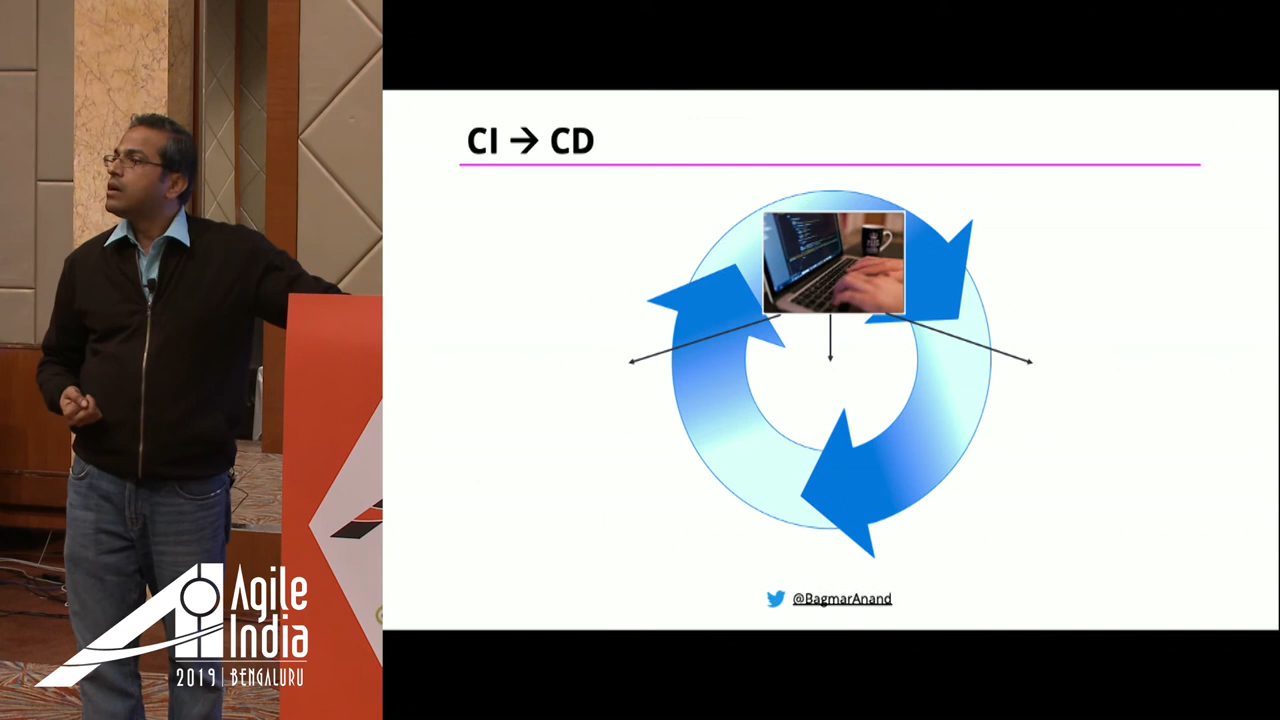 CI → CD
@BagmarAnand
Agile
India
2019 | BENGALURU